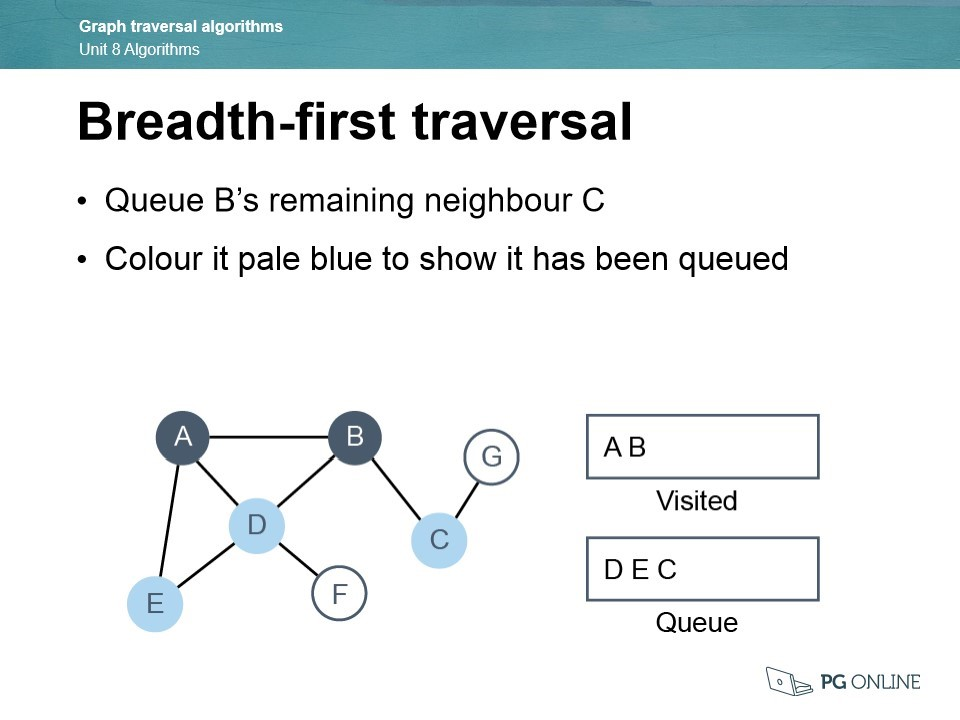 Graph traversal algorithms
Unit 8 Algorithms
Breadth-first traversal
• Queue B’s remaining neighbour C
• Colour it pale blue to show it has been queued
A
B
G
D
C
E
F
A B
Visited
D E C
Queue
PG ONLINE